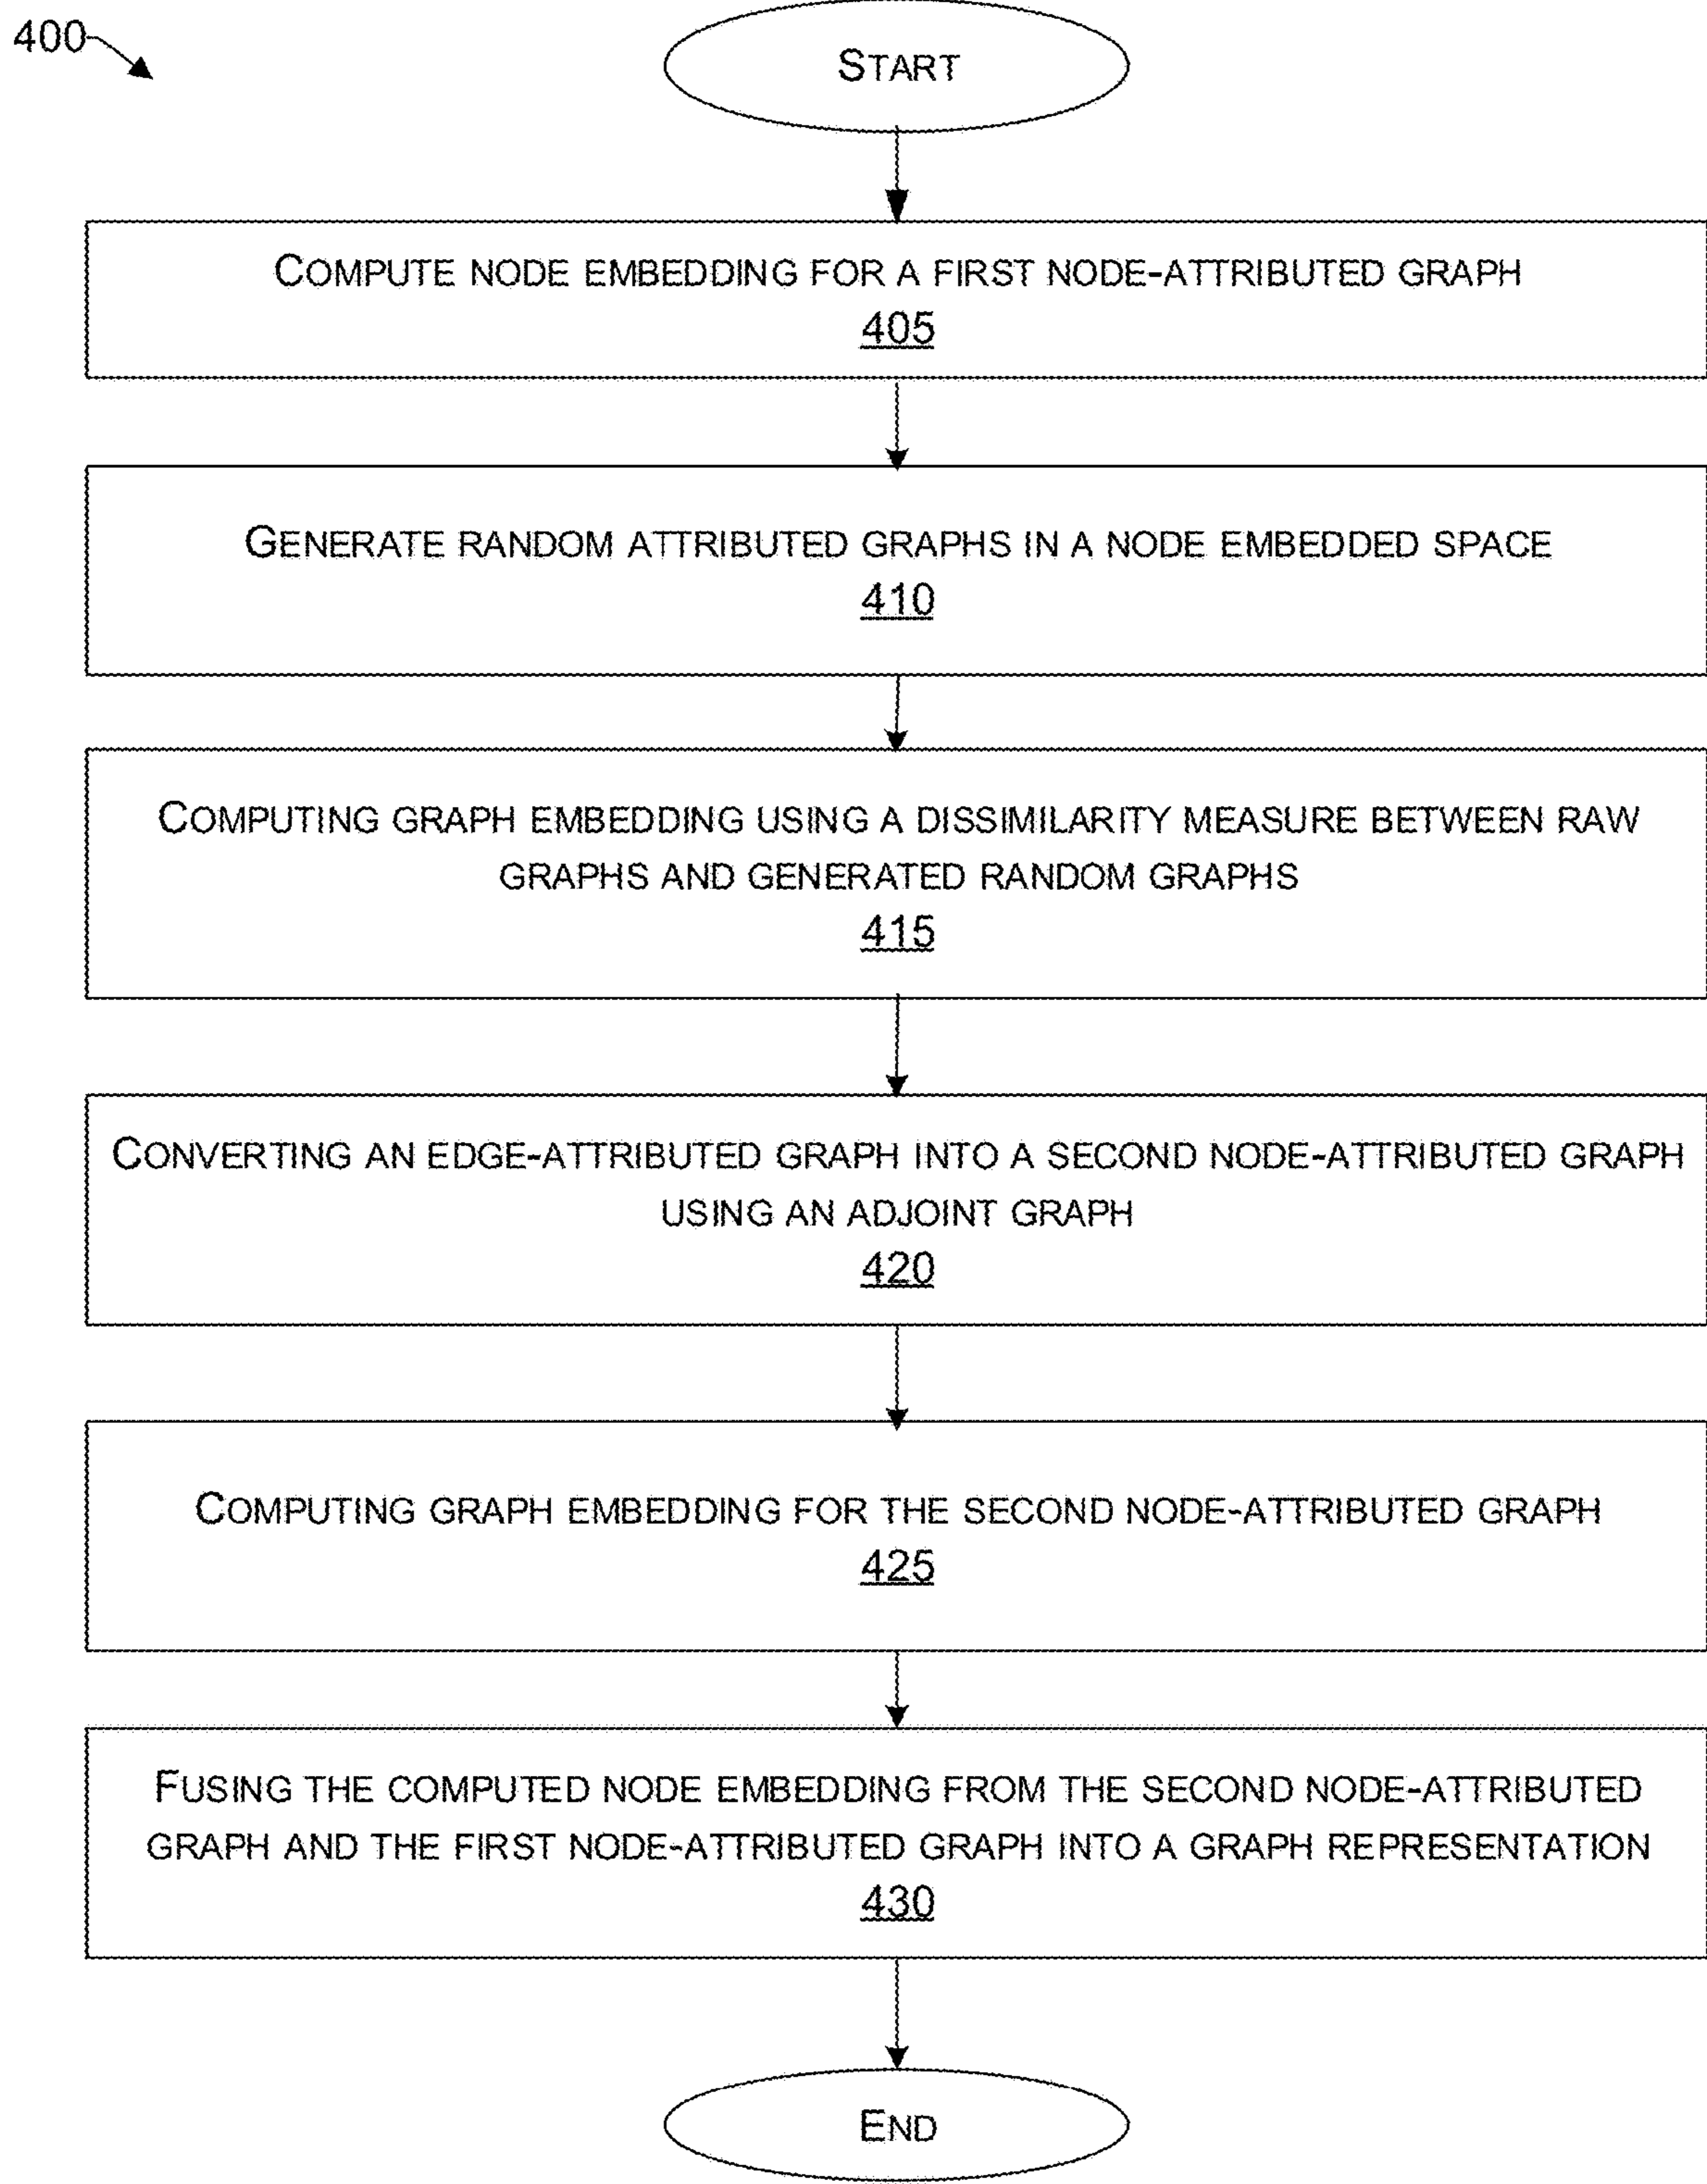 400
START
COMPUTE NODE EMBEDDING FOR A FIRST NODE-ATTRIBUTED GRAPH
405
GENERATE RANDOM ATTRIBUTED GRAPHS IN A NODE EMBEDDED SPACE
410
COMPUTING GRAPH EMBEDDING USING A DISSIMILARITY MEASURE BETWEEN RAW
GRAPHS AND GENERATED RANDOM GRAPHS
415
CONVERTING AN EDGE-ATTRIBUTED GRAPH INTO A SECOND NODE-ATTRIBUTED GRAPH
USING AN ADJOINT GRAPH
420
COMPUTING GRAPH EMBEDDING FOR THE SECOND NODE-ATTRIBUTED GRAPH
425
FUSING THE COMPUTED NODE EMBEDDING FROM THE SECOND NODE-ATTRIBUTED
GRAPH AND THE FIRST NODE-ATTRIBUTED GRAPH INTO A GRAPH REPRESENTATION
430
END